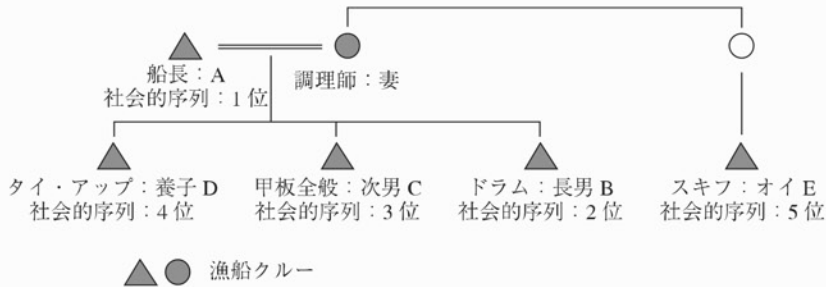 船長：A
社会的序列：1 位
調理師：妻
タイ・アップ：養子 D
社会的序列：4 位
甲板全般：次男 C
社会的序列：3 位
ドラム：長男 B
社会的序列：2 位
スキフ：オイ E
社会的序列：5 位
漁船クルー